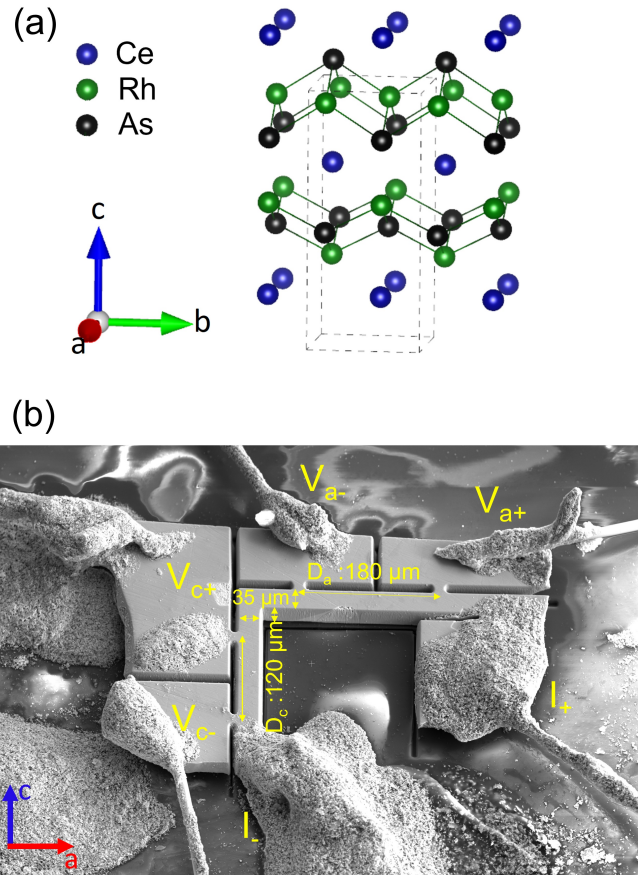 (a)
Ce
Rh
As
c
b
a
(b)
Va-
Va+
Da :180 μm
Vc+
35 μm
Dc :120 μm
Vc-
I+
I-
c
a